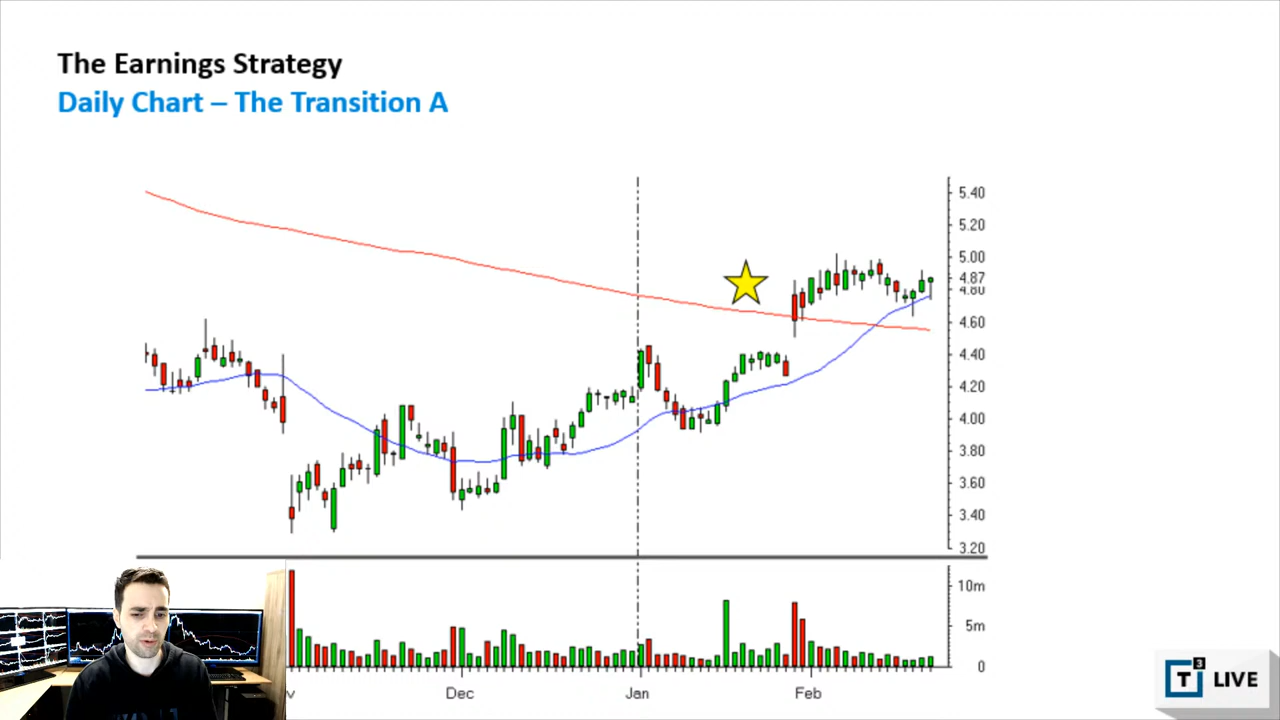 The Earnings Strategy
Daily Chart – The Transition A
5.40
5.20
5.00
4.87
4.80
4.60
4.40
4.20
4.00
3.80
3.60
3.40
3.20
10m
5m
0
v
Dec
Jan
Feb
T3 LIVE